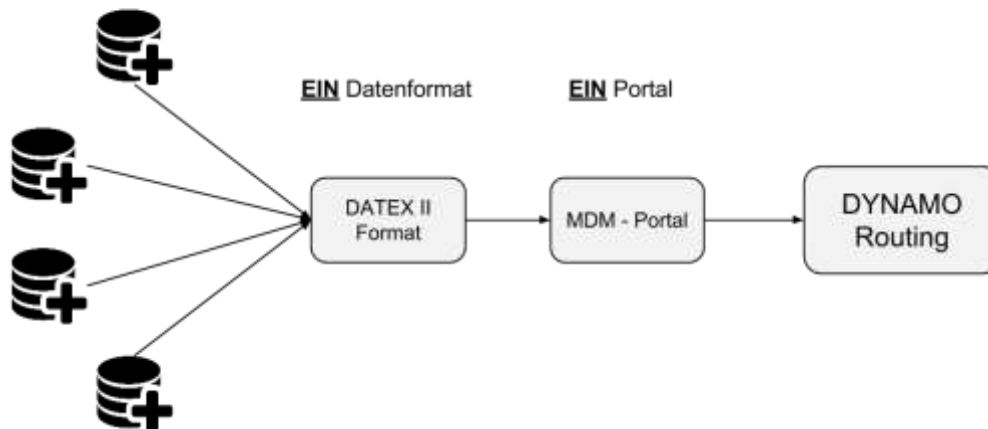 EIN Datenformat
EIN Portal
DATEX II
Format
MDM - Portal
DYNAMO
Routing